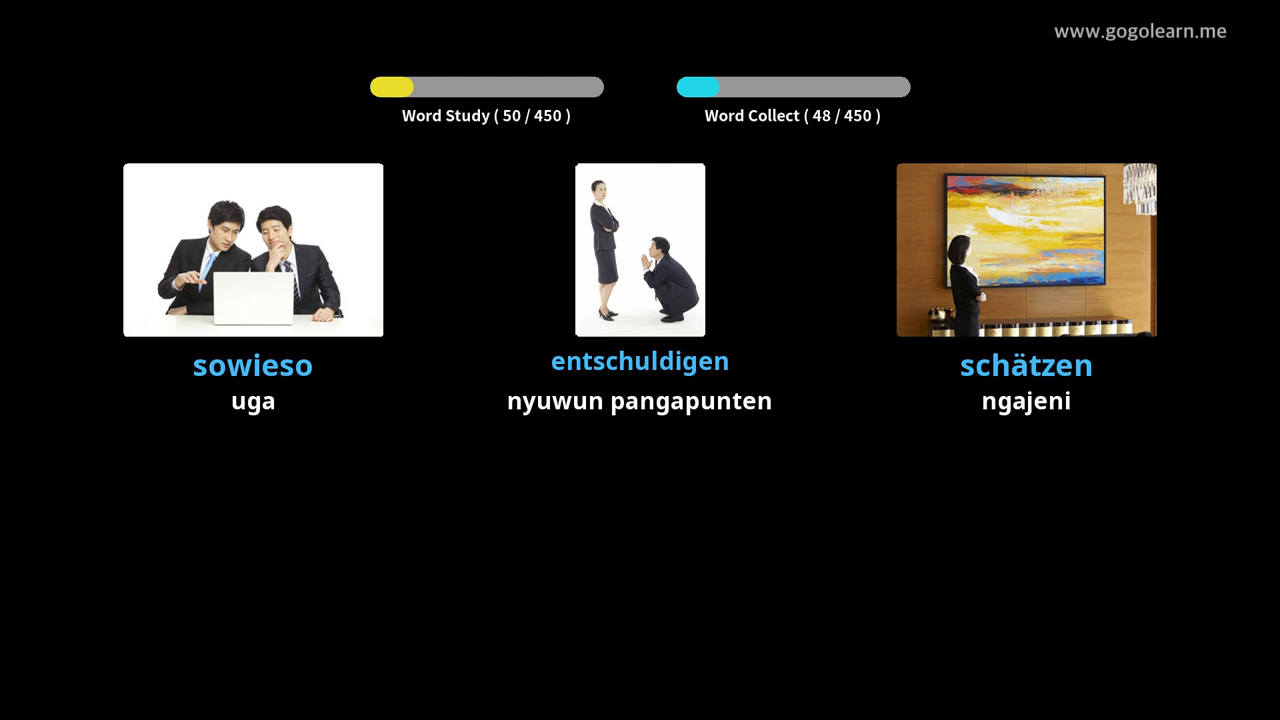 www.gogolearn.me
Word Study ( 50 / 450 )
Word Collect ( 48 / 450 )
sowieso
uga
entschuldigen
nyuwun pangapunten
schätzen
ngajeni